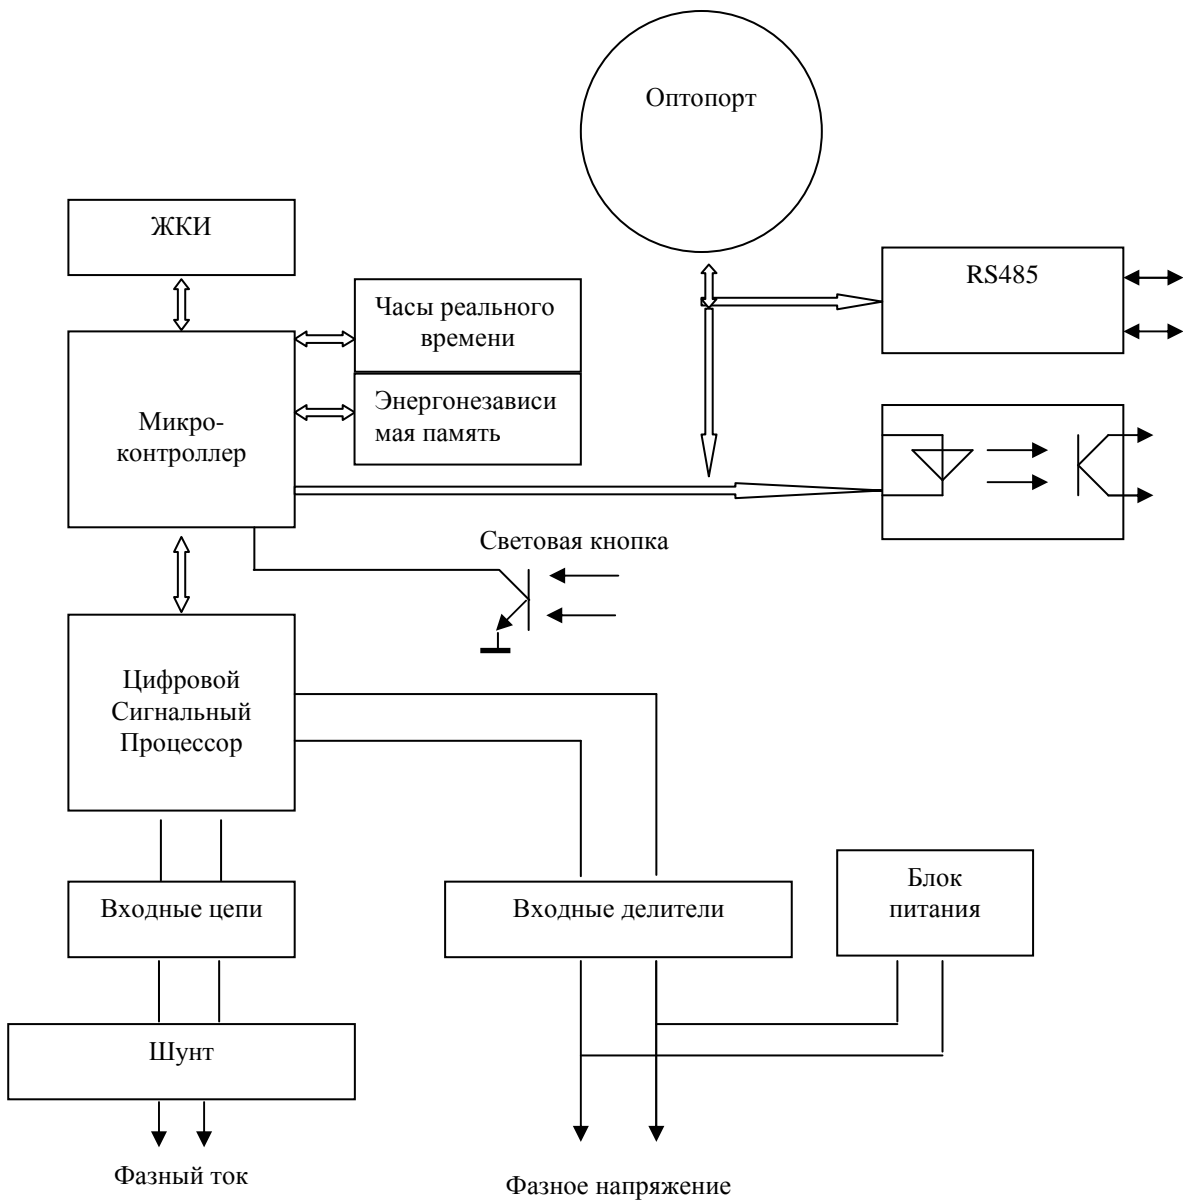 Оптопорт
ЖКИ
RS485
Часы реального
времени
Энергонезависи
мая память
Микро-
контроллер
Световая кнопка
Цифровой
Сигнальный
Процессор
Блок
питания
Входные цепи
Входные делители
Шунт
Фазный ток
Фазное напряжение